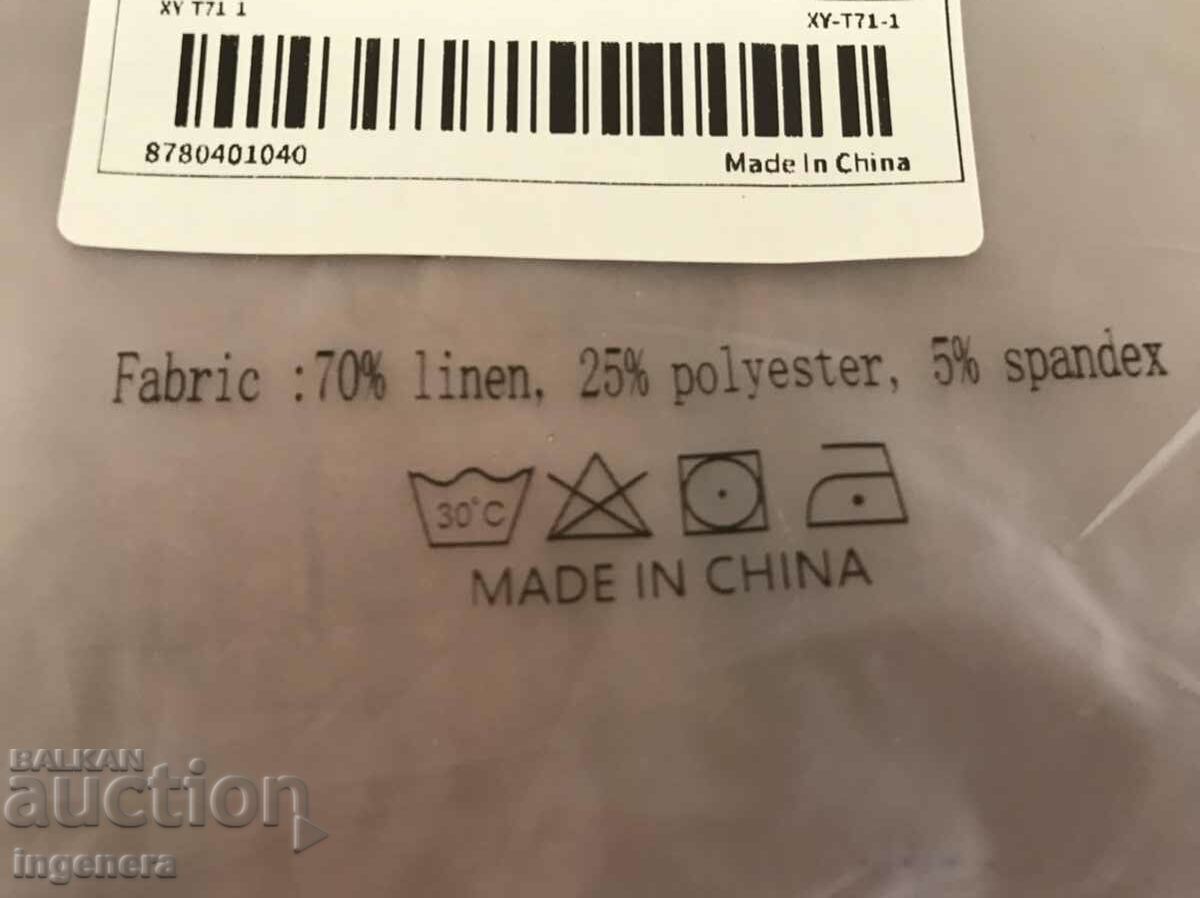 XY T71 1
XY-T71-1
8780401040
Made In China
Fabric :70% linen, 25% polyester, 5% spandex
30°C
MADE IN CHINA
BALKAN
auction
ingenera